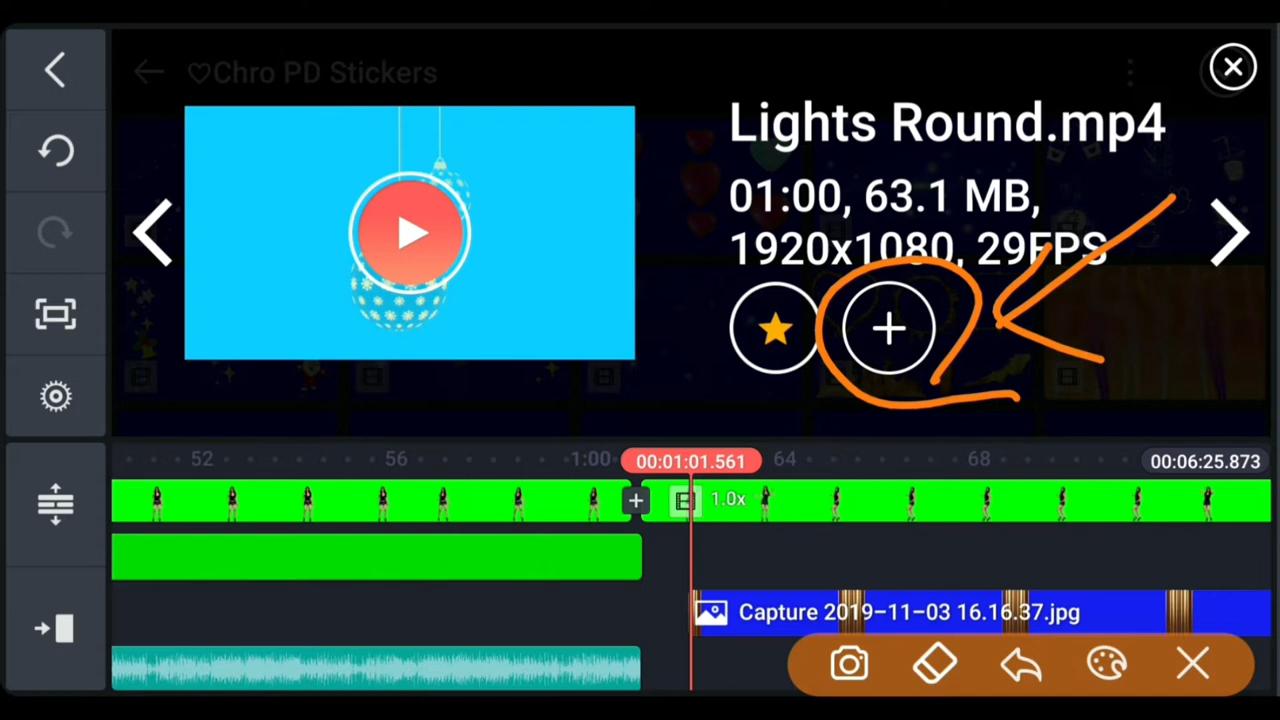 ♡Chro PD Stickers
Lights Round.mp4
01:00, 63.1 MB,
1920x1080, 29FPS
52
56
1:00
00:01:01.561
64
68
00:06:25.873
1.0x
Capture 2019-11-03 16.16.37.jpg